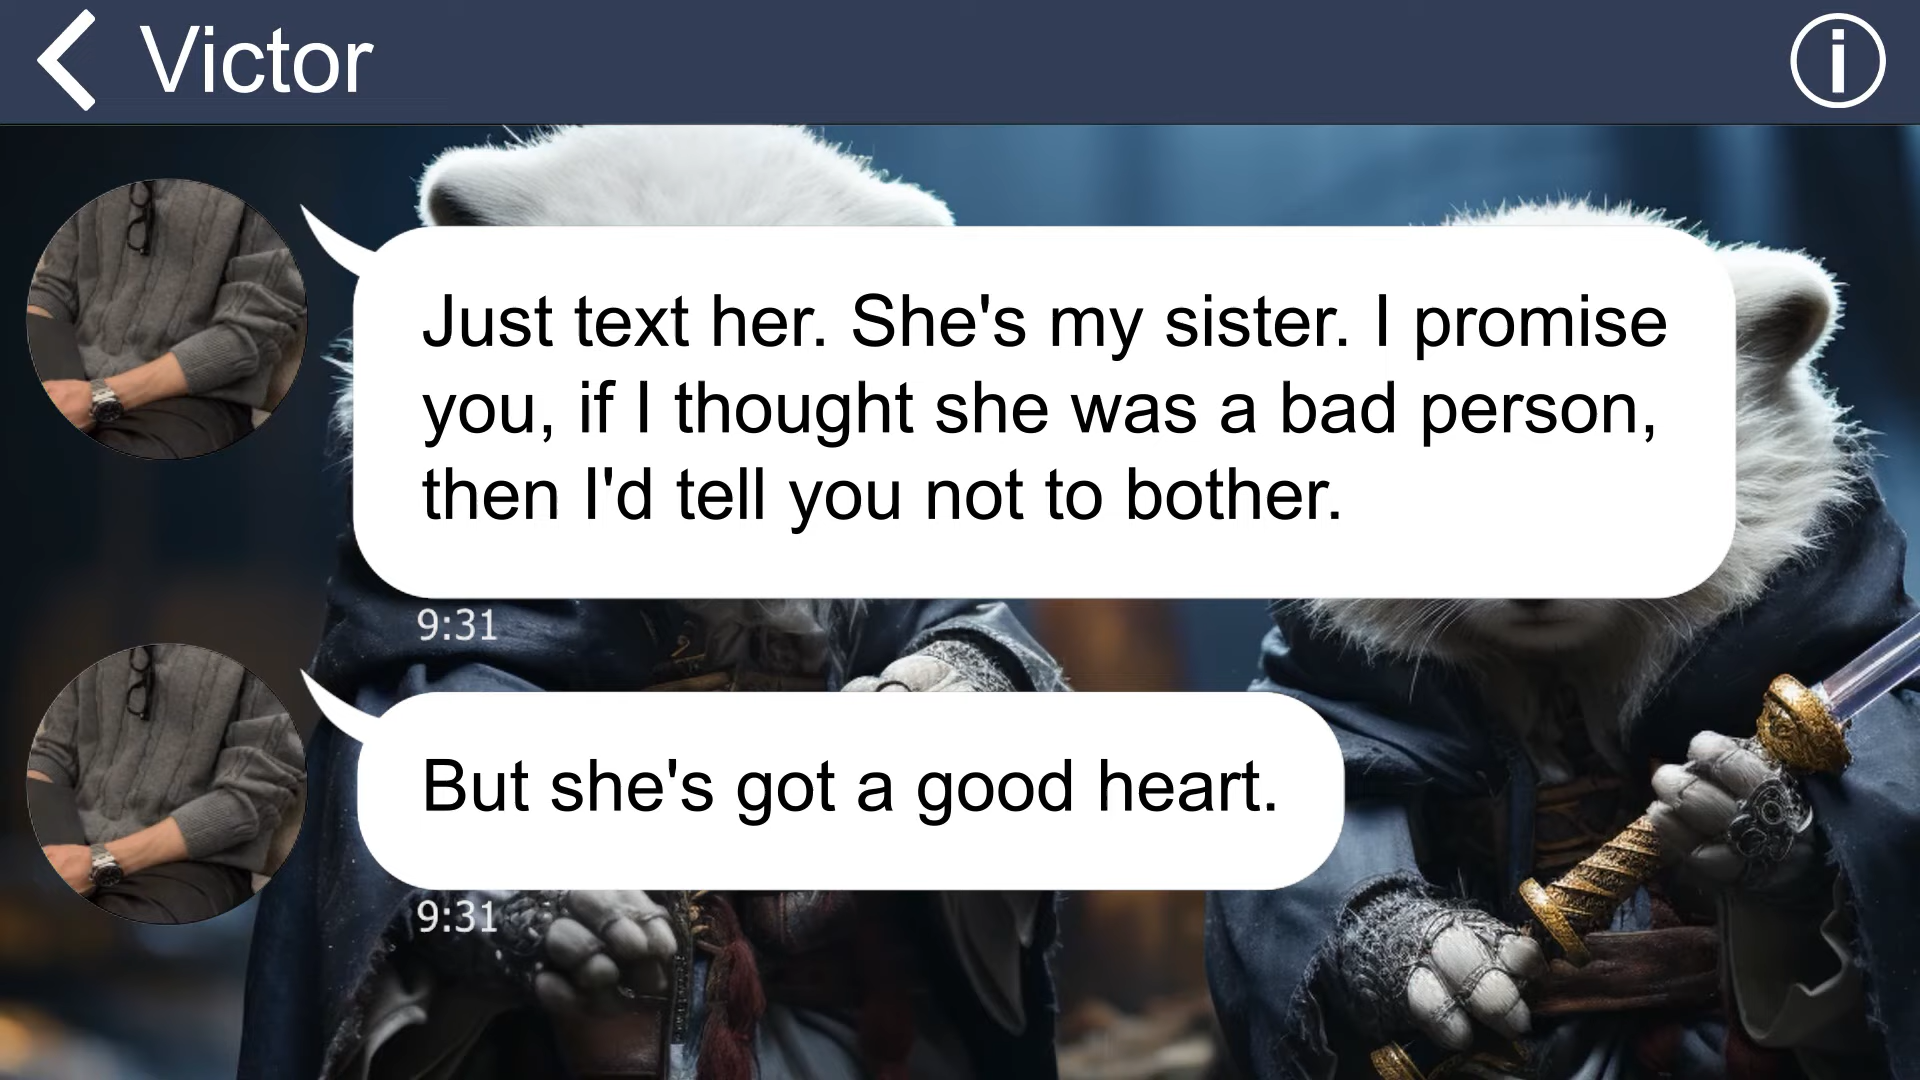 Victor
Just text her. She's my sister. I promise
you, if I thought she was a bad person,
then I'd tell you not to bother.
9:31
But she's got a good heart.
9:31